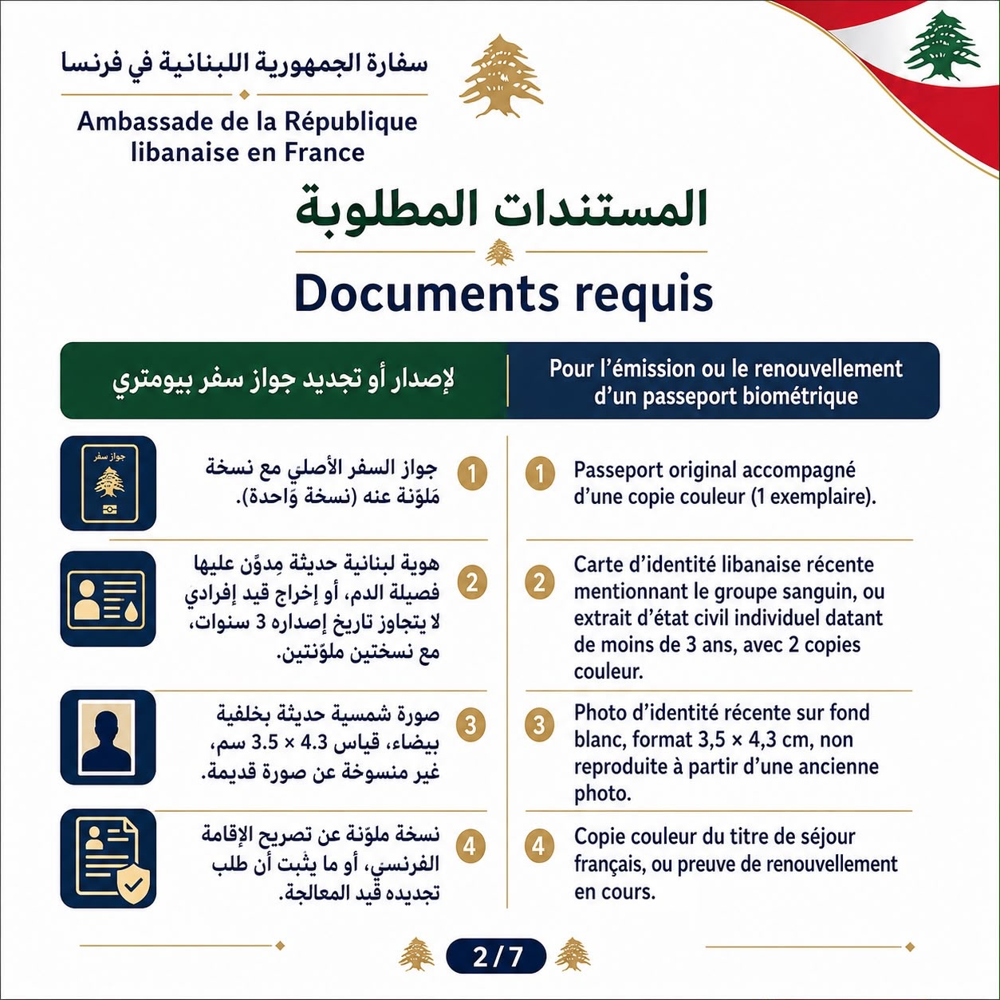 سفارة الجمهورية اللبنانية في فرنسا
Ambassade de la République
libanaise en France
المستندات المطلوبة
Documents requis
لإصدار أو تجديد جواز سفر بيومتري
Pour l’émission ou le renouvellement
d’un passeport biométrique
جواز سفر
1
جواز السفر الأصلي مع نسخة
مَلوّنة عنه (نسخة وَاحدة).
1
Passeport original accompagné
d’une copie couleur (1 exemplaire).
2
هوية لبنانية حديثة مِدوَّن عليها
فصيلة الدم، أو إخراج قيد إفرادي
لا يتجاوز تاريخ إصداره 3 سنوات،
مع نسختين ملوّنتين.
2
Carte d’identité libanaise récente
mentionnant le groupe sanguin, ou
extrait d’état civil individuel datant
de moins de 3 ans, avec 2 copies
couleur.
3
صورة شمسية حديثة بخلفية
بيضاء، قياس 4.3 × 3.5 سم،
غير منسوخة عن صورة قديمة.
3
Photo d’identité récente sur fond
blanc, format 3,5 × 4,3 cm, non
reproduite à partir d’une ancienne
photo.
4
نسخة ملوّنة عن تصريح الإقامة
الفرنسي، أو ما يثبت أن طلب
تجديده قيد المعالجة.
4
Copie couleur du titre de séjour
français, ou preuve de renouvellement
en cours.
2/7